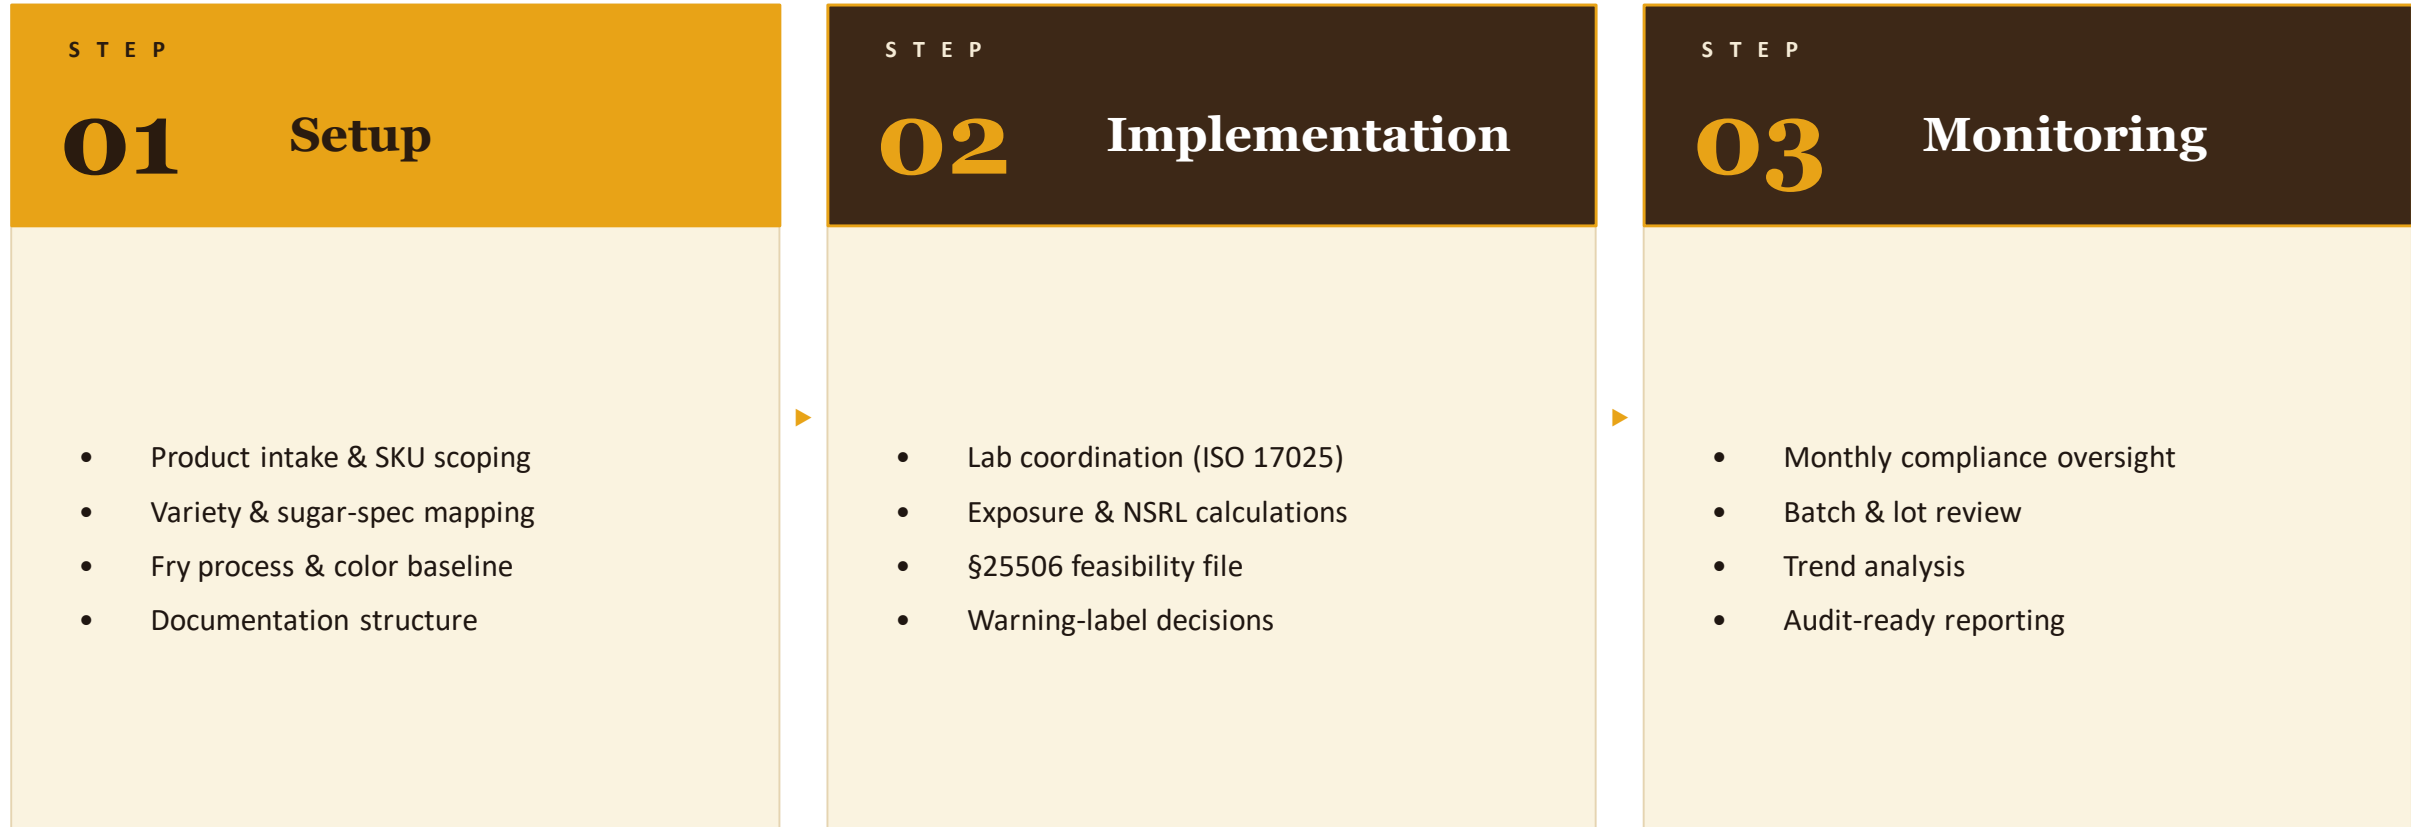 STEP
01 Setup
• Product intake & SKU scoping
• Variety & sugar-spec mapping
• Fry process & color baseline
• Documentation structure
STEP
02 Implementation
• Lab coordination (ISO 17025)
• Exposure & NSRL calculations
• §25506 feasibility file
• Warning-label decisions
STEP
03 Monitoring
• Monthly compliance oversight
• Batch & lot review
• Trend analysis
• Audit-ready reporting